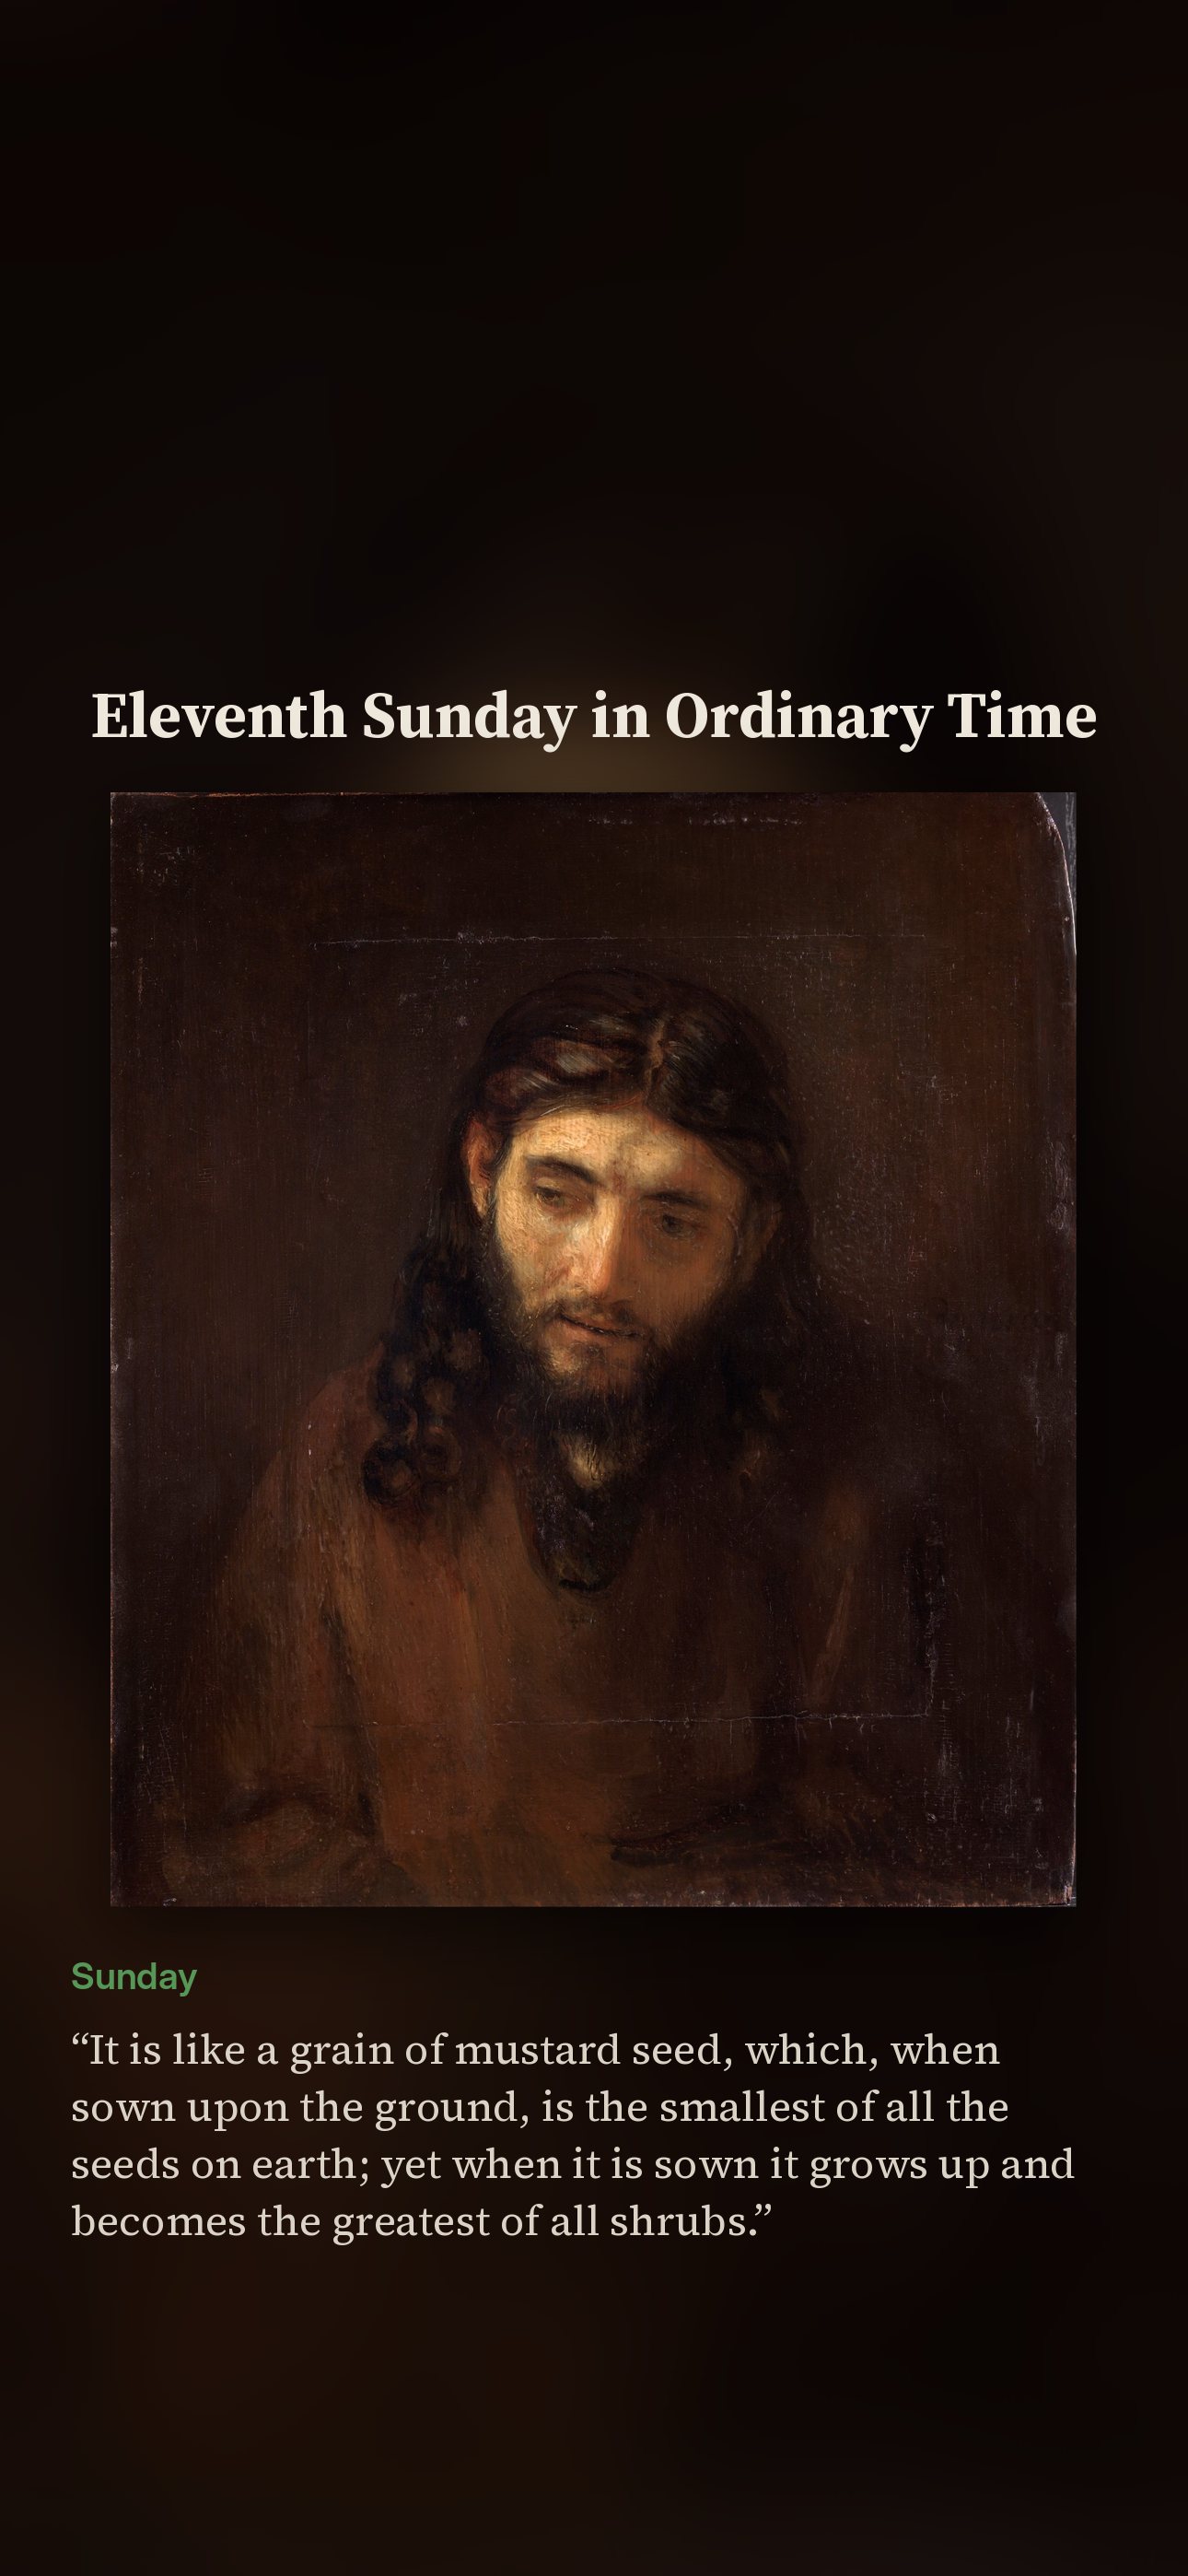 Eleventh Sunday in Ordinary Time
Sunday
“It is like a grain of mustard seed, which, when
sown upon the ground, is the smallest of all the
seeds on earth; yet when it is sown it grows up and
becomes the greatest of all shrubs.”